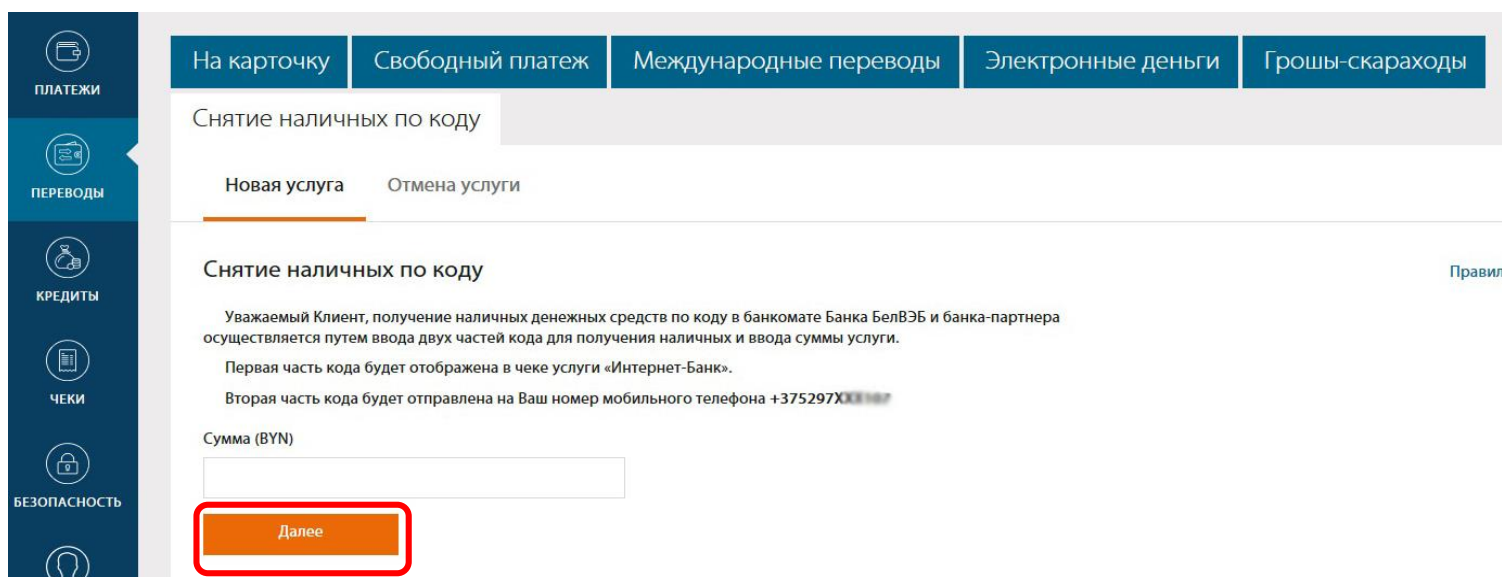 ПЛАТЕЖИ
ПЕРЕВОДЫ
КРЕДИТЫ
ЧЕКИ
БЕЗОПАСНОСТЬ
На карточку Свободный платеж Международные переводы Электронные деньги Грошы-скараходы
Снятие наличных по коду
Новая услуга Отмена услуги
Снятие наличных по коду
Правил
Уважаемый Клиент, получение наличных денежных средств по коду в банкомате Банка БелВЭБ и банка-партнера
осуществляется путем ввода двух частей кода для получения наличных и ввода суммы услуги.
Первая часть кода будет отображена в чеке услуги «Интернет-Банк».
Вторая часть кода будет отправлена на Ваш номер мобильного телефона
Сумма (BYN)
Далее